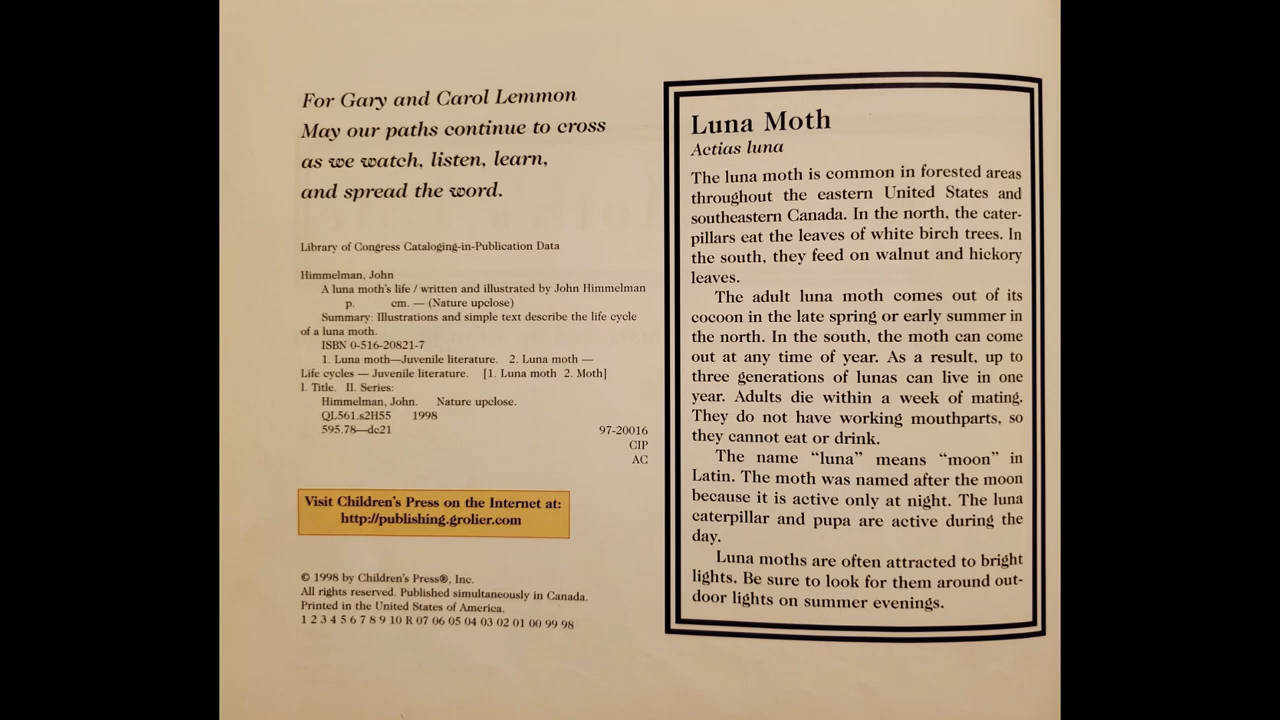 For Gary and Carol Lemmon
May our paths continue to cross
as we watch, listen, learn,
and spread the word.
Library of Congress Cataloging-in-Publication Data
Himmelman, John
A luna moth's life / written and illustrated by John Himmelman
p. cm. — (Nature upclose)
Summary: Illustrations and simple text describe the life cycle
of a luna moth.
ISBN 0-516-20821-7
1. Luna moth—Juvenile literature. 2. Luna moth —
Life cycles — Juvenile literature. [1. Luna moth 2. Moth]
I. Title. II. Series:
Himmelman, John. Nature upclose.
QL561.s2H55 1998
595.78—dc21 97-20016
CIP
AC
Visit Children's Press on the Internet at:
http://publishing.grolier.com
© 1998 by Children's Press®, Inc.
All rights reserved. Published simultaneously in Canada.
Printed in the United States of America.
1 2 3 4 5 6 7 8 9 10 R 07 06 05 04 03 02 01 00 99 98
Luna Moth
Actias luna
The luna moth is common in forested areas
throughout the eastern United States and
southeastern Canada. In the north, the cater-
pillars eat the leaves of white birch trees. In
the south, they feed on walnut and hickory
leaves.
The adult luna moth comes out of its
cocoon in the late spring or early summer in
the north. In the south, the moth can come
out at any time of year. As a result, up to
three generations of lunas can live in one
year. Adults die within a week of mating.
They do not have working mouthparts, so
they cannot eat or drink.
The name “luna” means “moon” in
Latin. The moth was named after the moon
because it is active only at night. The luna
caterpillar and pupa are active during the
day.
Luna moths are often attracted to bright
lights. Be sure to look for them around out-
door lights on summer evenings.